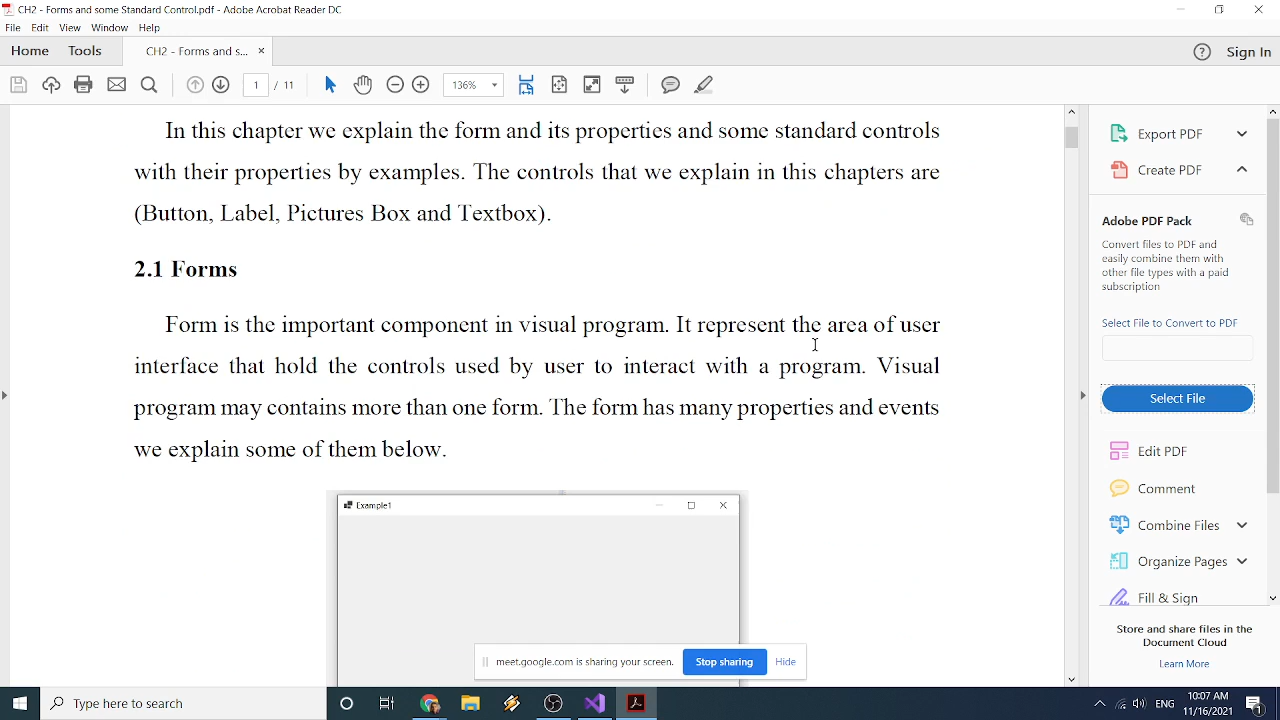 CH2 - Forms and some Standard Control.pdf - Adobe Acrobat Reader DC
File Edit View Window Help
Home Tools CH2 - Forms and s... × Sign In
1 / 11 136%
In this chapter we explain the form and its properties and some standard controls
with their properties by examples. The controls that we explain in this chapters are
(Button, Label, Pictures Box and Textbox).
2.1 Forms
Form is the important component in visual program. It represent the area of user
interface that hold the controls used by user to interact with a program. Visual
program may contains more than one form. The form has many properties and events
we explain some of them below.
Example1
meet.google.com is sharing your screen. Stop sharing Hide
Export PDF
Create PDF
Adobe PDF Pack
Convert files to PDF and
easily combine them with
other file types with a paid
subscription
Select File to Convert to PDF
Select File
Edit PDF
Comment
Combine Files
Organize Pages
Fill & Sign
Store and share files in the
Document Cloud
Learn More
Type here to search
ENG
10:07 AM
11/16/2021